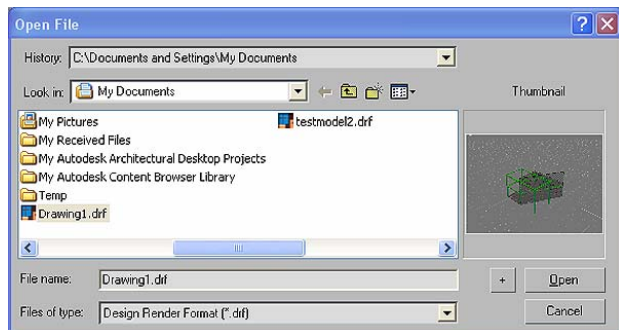 Open File
History: C:\Documents and Settings\My Documents
Look in: My Documents
Thumbnail
My Pictures
testmodel2.drf
My Received Files
My Autodesk Architectural Desktop Projects
My Autodesk Content Browser Library
Temp
Drawing1.drf
File name: Drawing1.drf
+ Open
Files of type: Design Render Format (*.drf)
Cancel